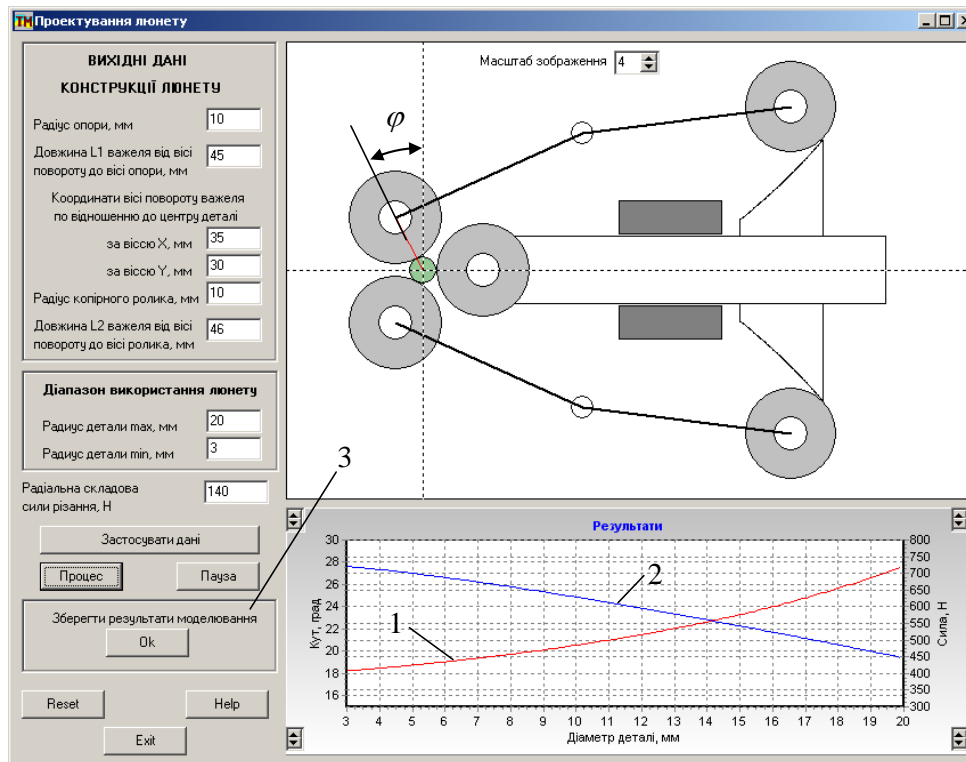 Проектування люнету
ВИХІДНІ ДАНІ
КОНСТРУКЦІЇ ЛЮНЕТУ
Радіус опори, мм
10
Довжина L1 важеля від вісі
повороту до вісі опори, мм
45
Координати вісі повороту важеля
по відношенню до центру деталі
за віссю X, мм
35
за віссю Y, мм
30
Радіус копірного ролика, мм
10
Довжина L2 важеля від вісі
повороту до вісі ролика, мм
46
Діапазон використання люнету
Радиус детали max, мм
20
Радиус детали min, мм
3
Радіальна складова
сили різання, Н
140
Застосувати дані
Процес
Пауза
Зберегти результати моделювання
Ok
Reset
Help
Exit
3
Масштаб зображення
4
φ
Результати
Кут, град
30
28
26
24
22
20
18
16
1
2
800
750
700
650
600
550
500
450
400
350
300
Сила, Н
3 4 5 6 7 8 9 10 11 12 13 14 15 16 17 18 19 20
Діаметр деталі, мм